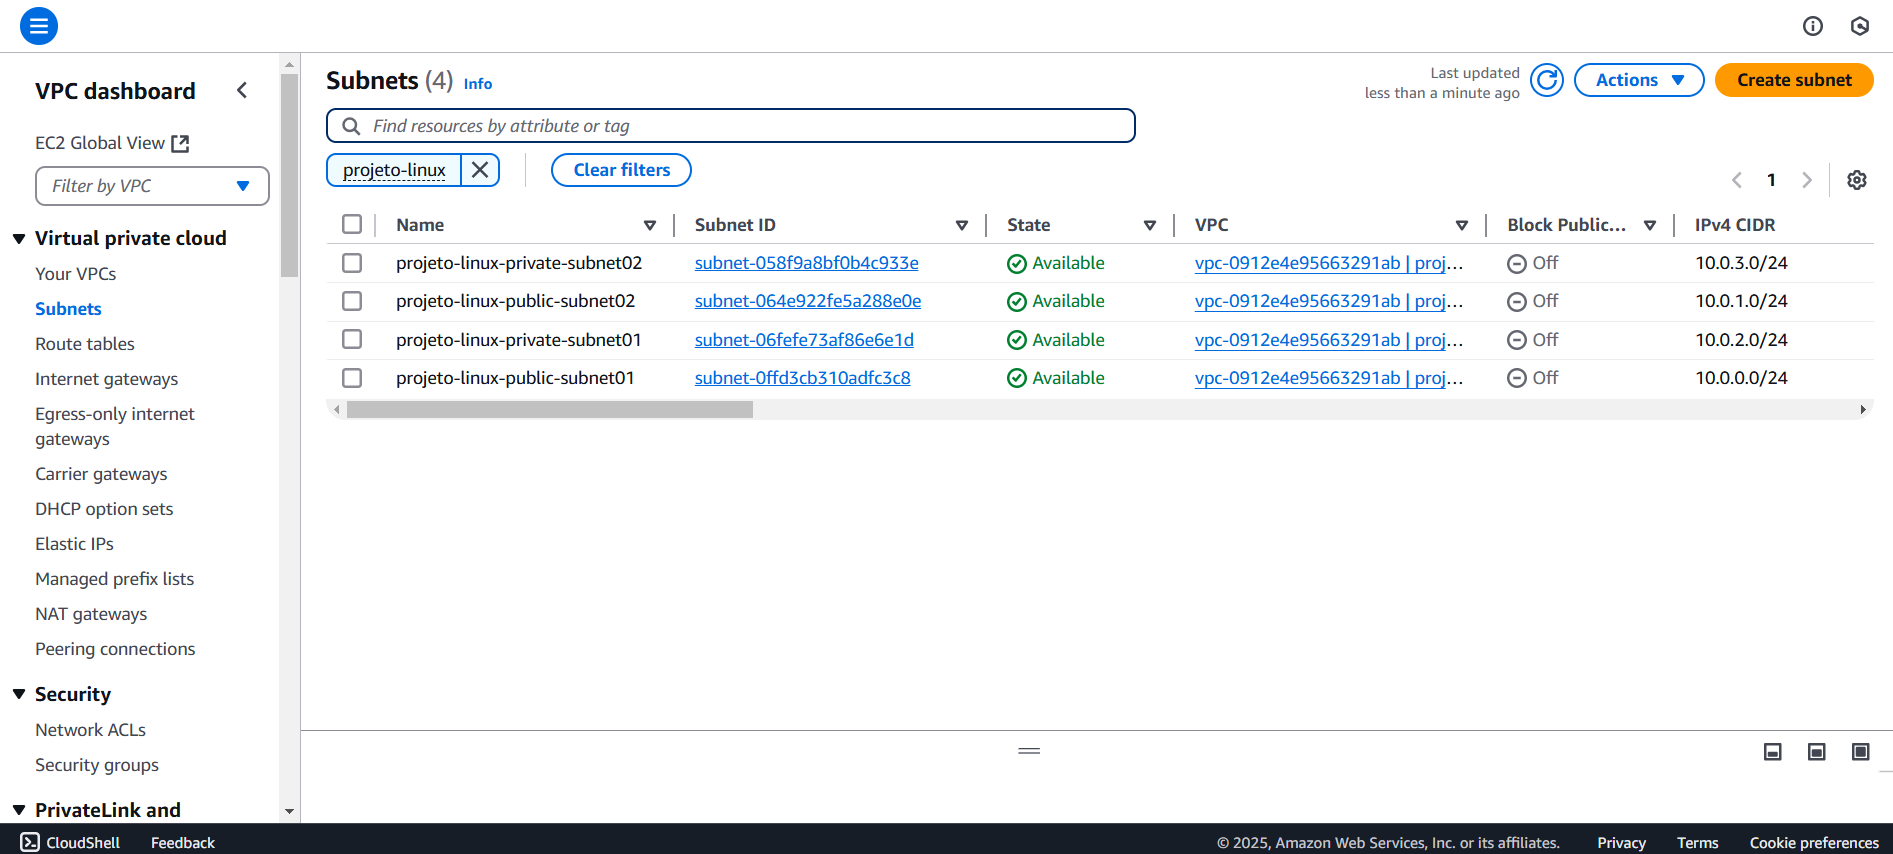 VPC dashboard
EC2 Global View
Filter by VPC
Virtual private cloud
Your VPCs
Subnets
Route tables
Internet gateways
Egress-only internet
gateways
Carrier gateways
DHCP option sets
Elastic IPs
Managed prefix lists
NAT gateways
Peering connections
Security
Network ACLs
Security groups
PrivateLink and
Subnets (4) Info
Last updated
less than a minute ago
Actions
Create subnet
Find resources by attribute or tag
projeto-linux
Clear filters
1
Name Subnet ID State VPC Block Public... IPv4 CIDR
projeto-linux-private-subnet02 subnet-058f9a8bf0b4c933e Available vpc-0912e4e95663291ab | proj... Off 10.0.3.0/24
projeto-linux-public-subnet02 subnet-064e922fe5a288e0e Available vpc-0912e4e95663291ab | proj... Off 10.0.1.0/24
projeto-linux-private-subnet01 subnet-06fefe73af86e6e1d Available vpc-0912e4e95663291ab | proj... Off 10.0.2.0/24
projeto-linux-public-subnet01 subnet-0ffd3cb310adfc3c8 Available vpc-0912e4e95663291ab | proj... Off 10.0.0.0/24
CloudShell Feedback © 2025, Amazon Web Services, Inc. or its affiliates. Privacy Terms Cookie preferences